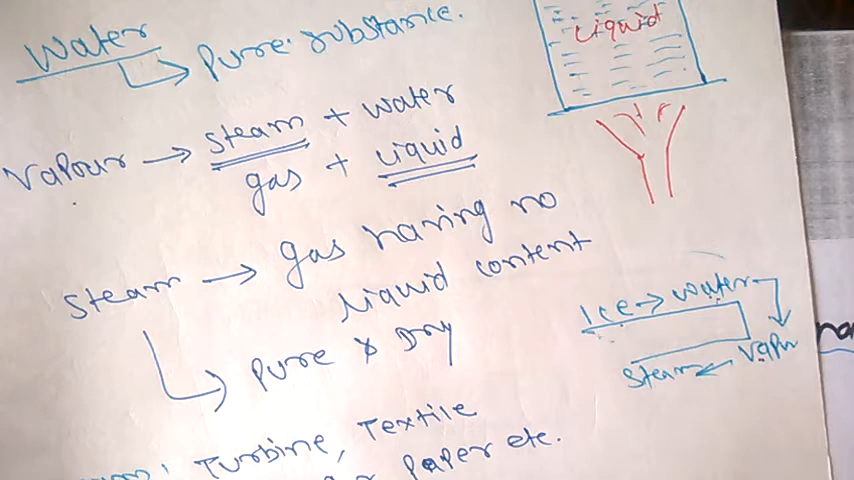 Water
→ Pure substance.
Liquid
Vapour → steam + water
gas + Liquid
Steam → gas having no
Liquid content
→ Pure & Dry
Ice → water
Vapur
Steam ←
Turbine, Textile
Paper etc.